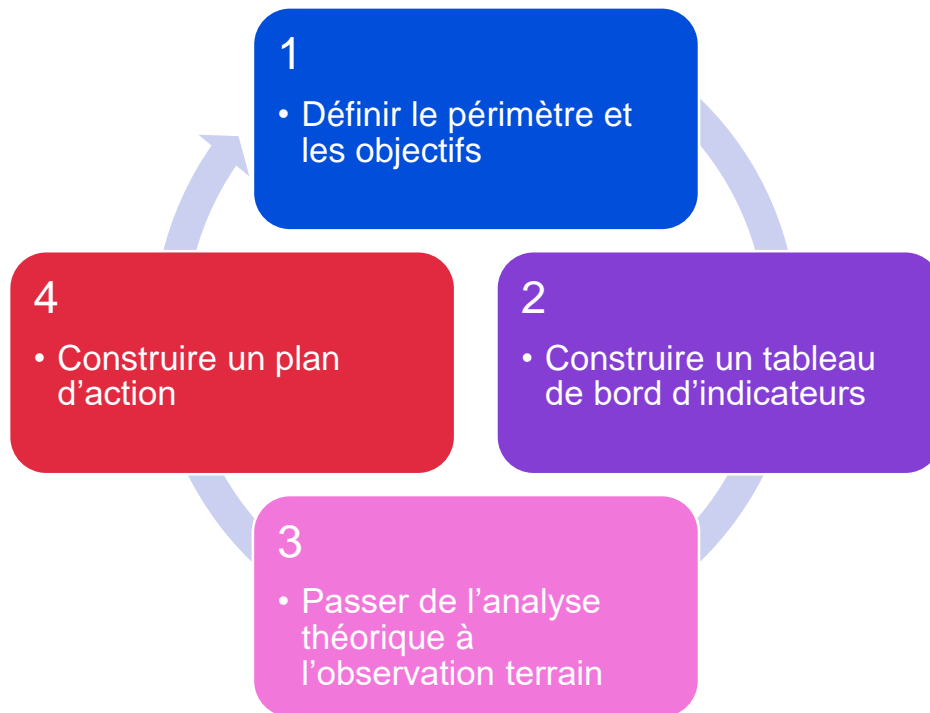 1
• Définir le périmètre et
les objectifs
2
• Construire un tableau
de bord d’indicateurs
3
• Passer de l’analyse
théorique à
l’observation terrain
4
• Construire un plan
d’action